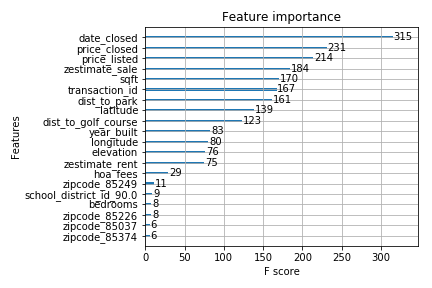 Feature importance
Features
date_closed 315
price_closed 231
price_listed 214
zestimate_sale 184
sqft 170
transaction_id 167
dist_to_park 161
latitude 139
dist_to_golf_course 123
year_built 83
longitude 80
elevation 76
zestimate_rent 75
hoa_fees 29
zipcode_85249 11
school_district_id_90.0 9
bedrooms 8
zipcode_85226 8
zipcode_85037 6
zipcode_85374 6
0 50 100 150 200 250 300
F score